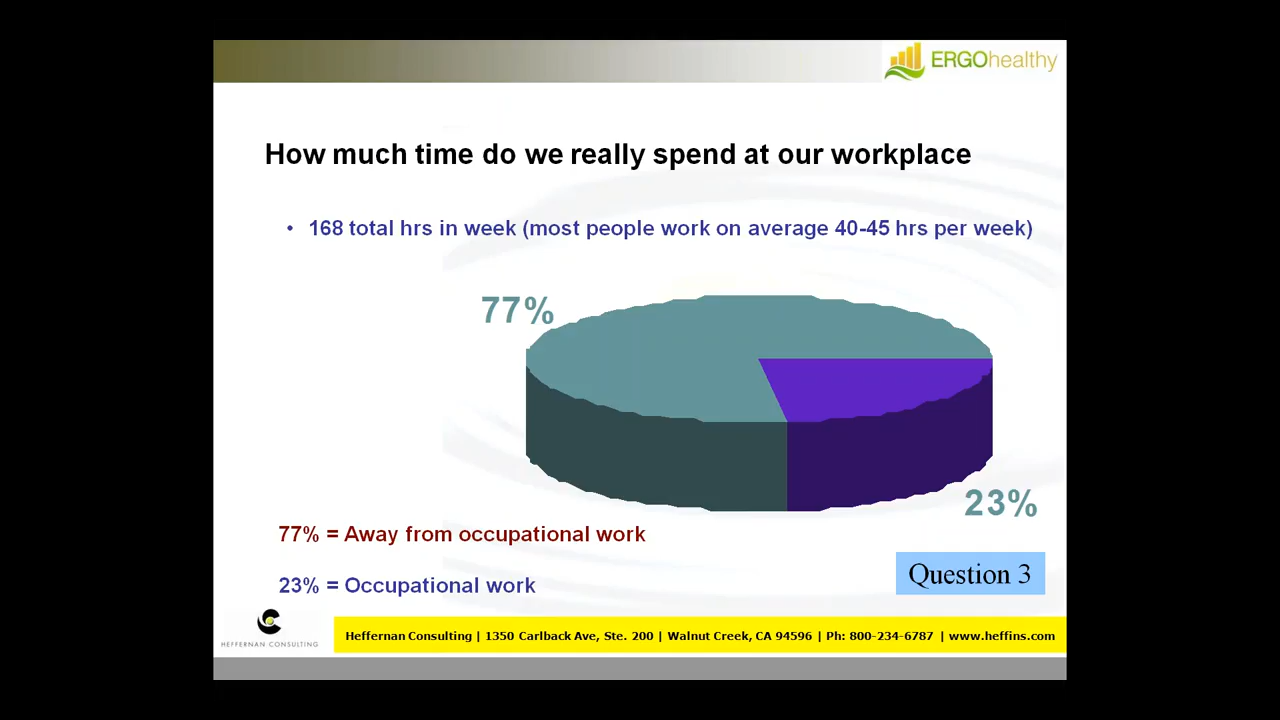 ERGOhealthy
How much time do we really spend at our workplace
• 168 total hrs in week (most people work on average 40-45 hrs per week)
77%
23%
77% = Away from occupational work
Question 3
23% = Occupational work
HEFFERNAN CONSULTING
Heffernan Consulting | 1350 Carlback Ave, Ste. 200 | Walnut Creek, CA 94596 | Ph: 800-234-6787 | www.heffins.com